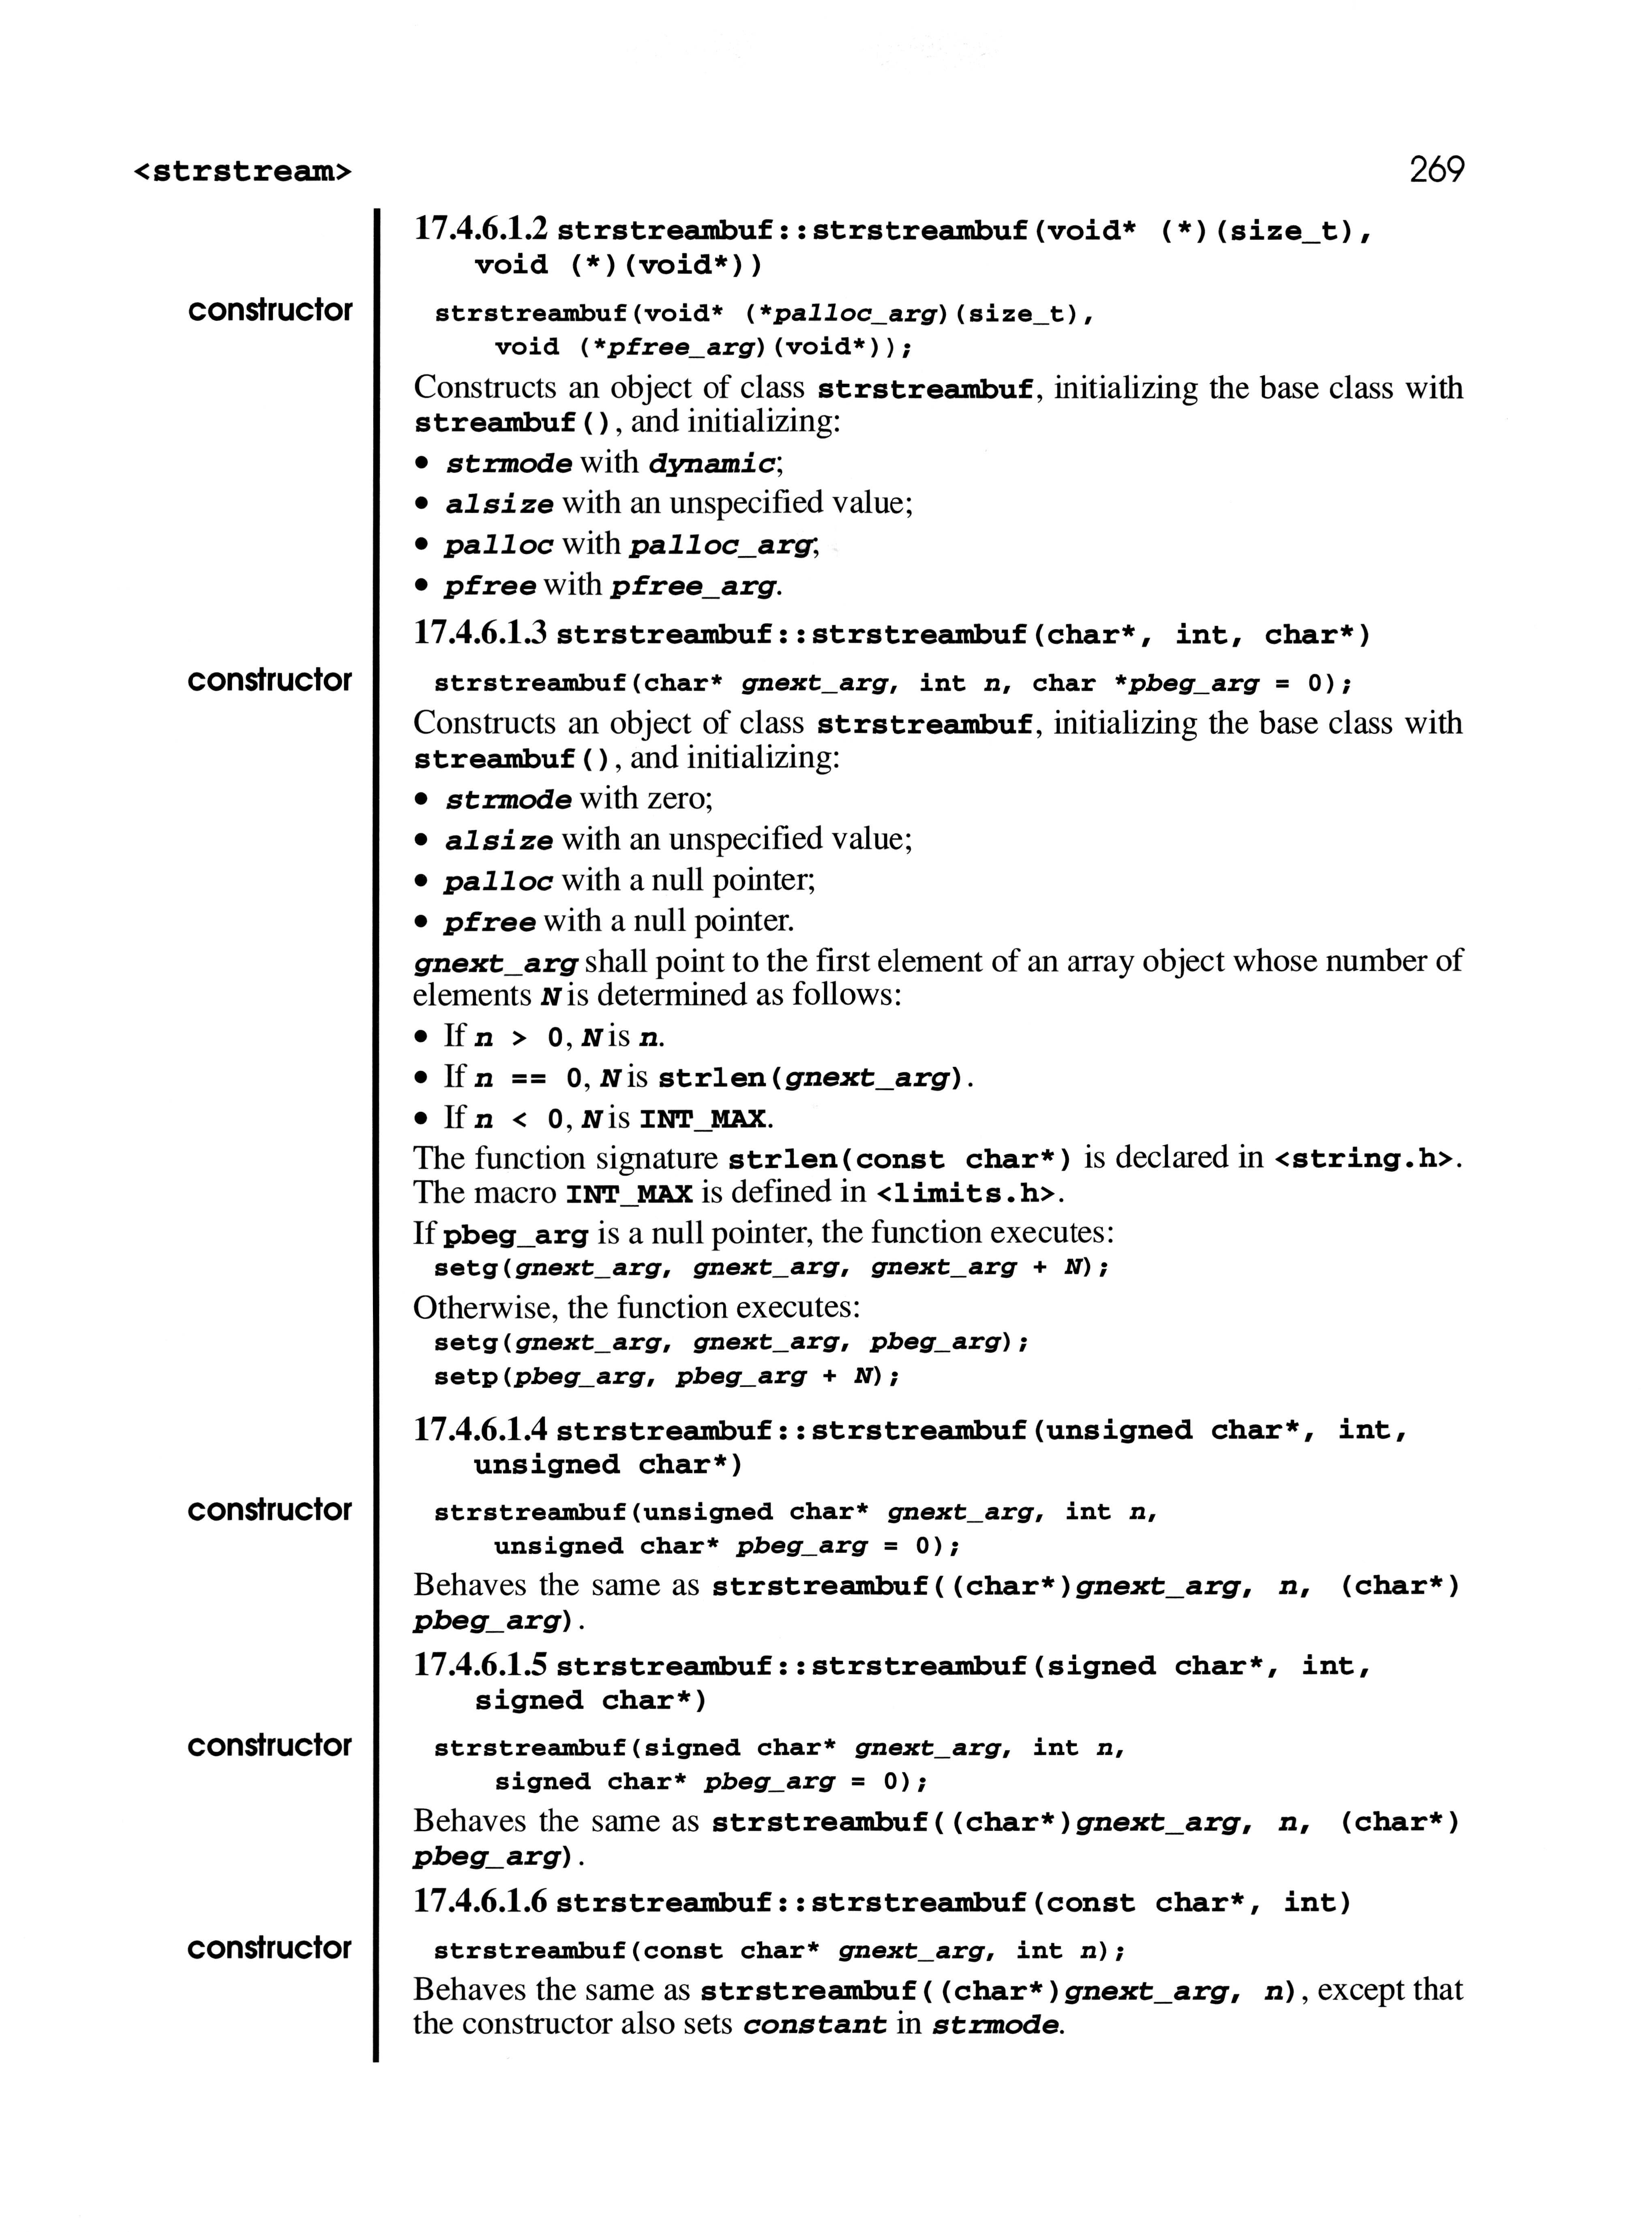 <strstream> 269
17.4.6.1.2 strstreambuf::strstreambuf(void* (*)(size_t),
void (*)(void*))
constructor strstreambuf(void* (*palloc_arg)(size_t),
void (*pfree_arg)(void*));
Constructs an object of class strstreambuf, initializing the base class with
streambuf(), and initializing:
• strmode with dynamic;
• alsize with an unspecified value;
• palloc with palloc_arg;
• pfree with pfree_arg.
17.4.6.1.3 strstreambuf::strstreambuf(char*, int, char*)
constructor strstreambuf(char* gnext_arg, int n, char *pbeg_arg = 0);
Constructs an object of class strstreambuf, initializing the base class with
streambuf(), and initializing:
• strmode with zero;
• alsize with an unspecified value;
• palloc with a null pointer;
• pfree with a null pointer.
gnext_arg shall point to the first element of an array object whose number of
elements N is determined as follows:
• If n > 0, N is n.
• If n == 0, N is strlen(gnext_arg).
• If n < 0, N is INT_MAX.
The function signature strlen(const char*) is declared in <string.h>.
The macro INT_MAX is defined in <limits.h>.
If pbeg_arg is a null pointer, the function executes:
setg(gnext_arg, gnext_arg, gnext_arg + N);
Otherwise, the function executes:
setg(gnext_arg, gnext_arg, pbeg_arg);
setp(pbeg_arg, pbeg_arg + N);
17.4.6.1.4 strstreambuf::strstreambuf(unsigned char*, int,
unsigned char*)
constructor strstreambuf(unsigned char* gnext_arg, int n,
unsigned char* pbeg_arg = 0);
Behaves the same as strstreambuf((char*)gnext_arg, n, (char*)
pbeg_arg).
17.4.6.1.5 strstreambuf::strstreambuf(signed char*, int,
signed char*)
constructor strstreambuf(signed char* gnext_arg, int n,
signed char* pbeg_arg = 0);
Behaves the same as strstreambuf((char*)gnext_arg, n, (char*)
pbeg_arg).
17.4.6.1.6 strstreambuf::strstreambuf(const char*, int)
constructor strstreambuf(const char* gnext_arg, int n);
Behaves the same as strstreambuf((char*)gnext_arg, n), except that
the constructor also sets constant in strmode.